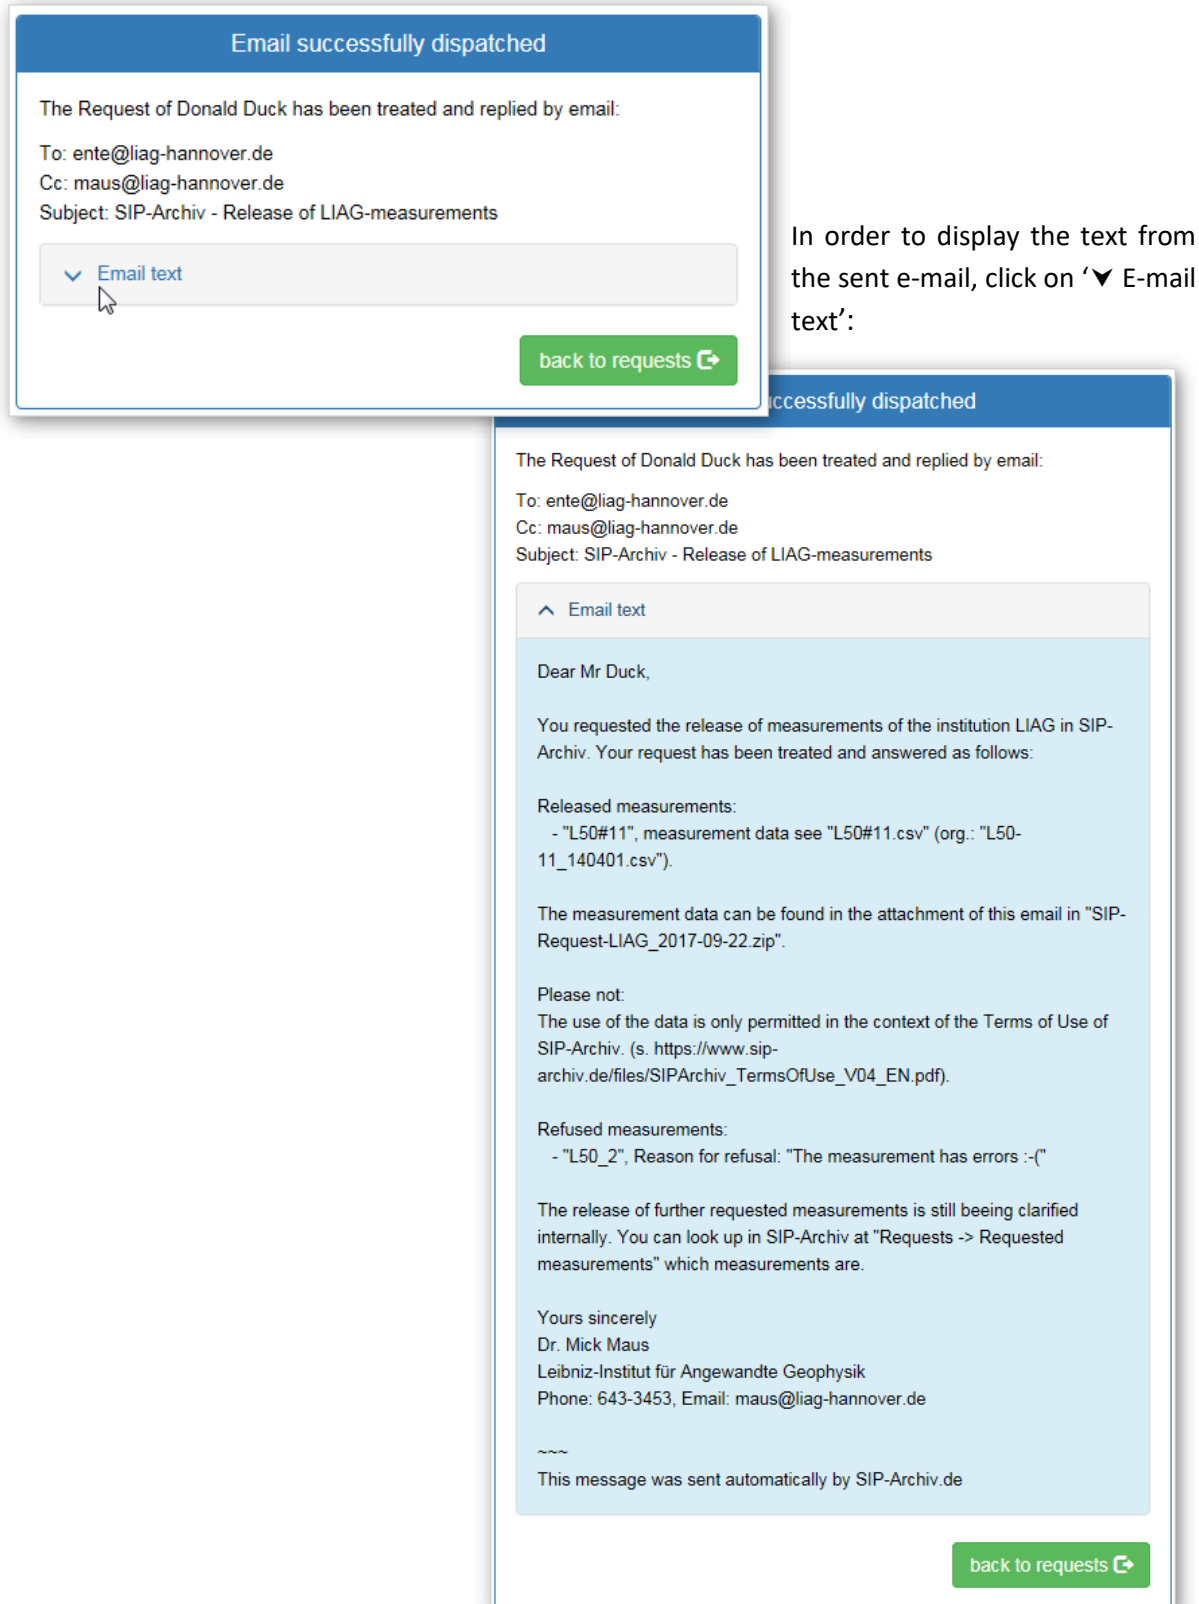 Email successfully dispatched
The Request of Donald Duck has been treated and replied by email:
To: ente@liag-hannover.de
Cc: maus@liag-hannover.de
Subject: SIP-Archiv - Release of LIAG-measurements
Email text
back to requests
In order to display the text from
the sent e-mail, click on ‘⮟ E-mail
text’:
ccessfully dispatched
The Request of Donald Duck has been treated and replied by email:
To: ente@liag-hannover.de
Cc: maus@liag-hannover.de
Subject: SIP-Archiv - Release of LIAG-measurements
Email text
Dear Mr Duck,
You requested the release of measurements of the institution LIAG in SIP-
Archiv. Your request has been treated and answered as follows:
Released measurements:
- "L50#11", measurement data see "L50#11.csv" (org.: "L50-
11_140401.csv").
The measurement data can be found in the attachment of this email in "SIP-
Request-LIAG_2017-09-22.zip".
Please not:
The use of the data is only permitted in the context of the Terms of Use of
SIP-Archiv. (s. https://www.sip-
archiv.de/files/SIPArchiv_TermsOfUse_V04_EN.pdf).
Refused measurements:
- "L50_2", Reason for refusal: "The measurement has errors :-("
The release of further requested measurements is still beeing clarified
internally. You can look up in SIP-Archiv at "Requests -> Requested
measurements" which measurements are.
Yours sincerely
Dr. Mick Maus
Leibniz-Institut für Angewandte Geophysik
Phone: 643-3453, Email: maus@liag-hannover.de
~~~
This message was sent automatically by SIP-Archiv.de
back to requests